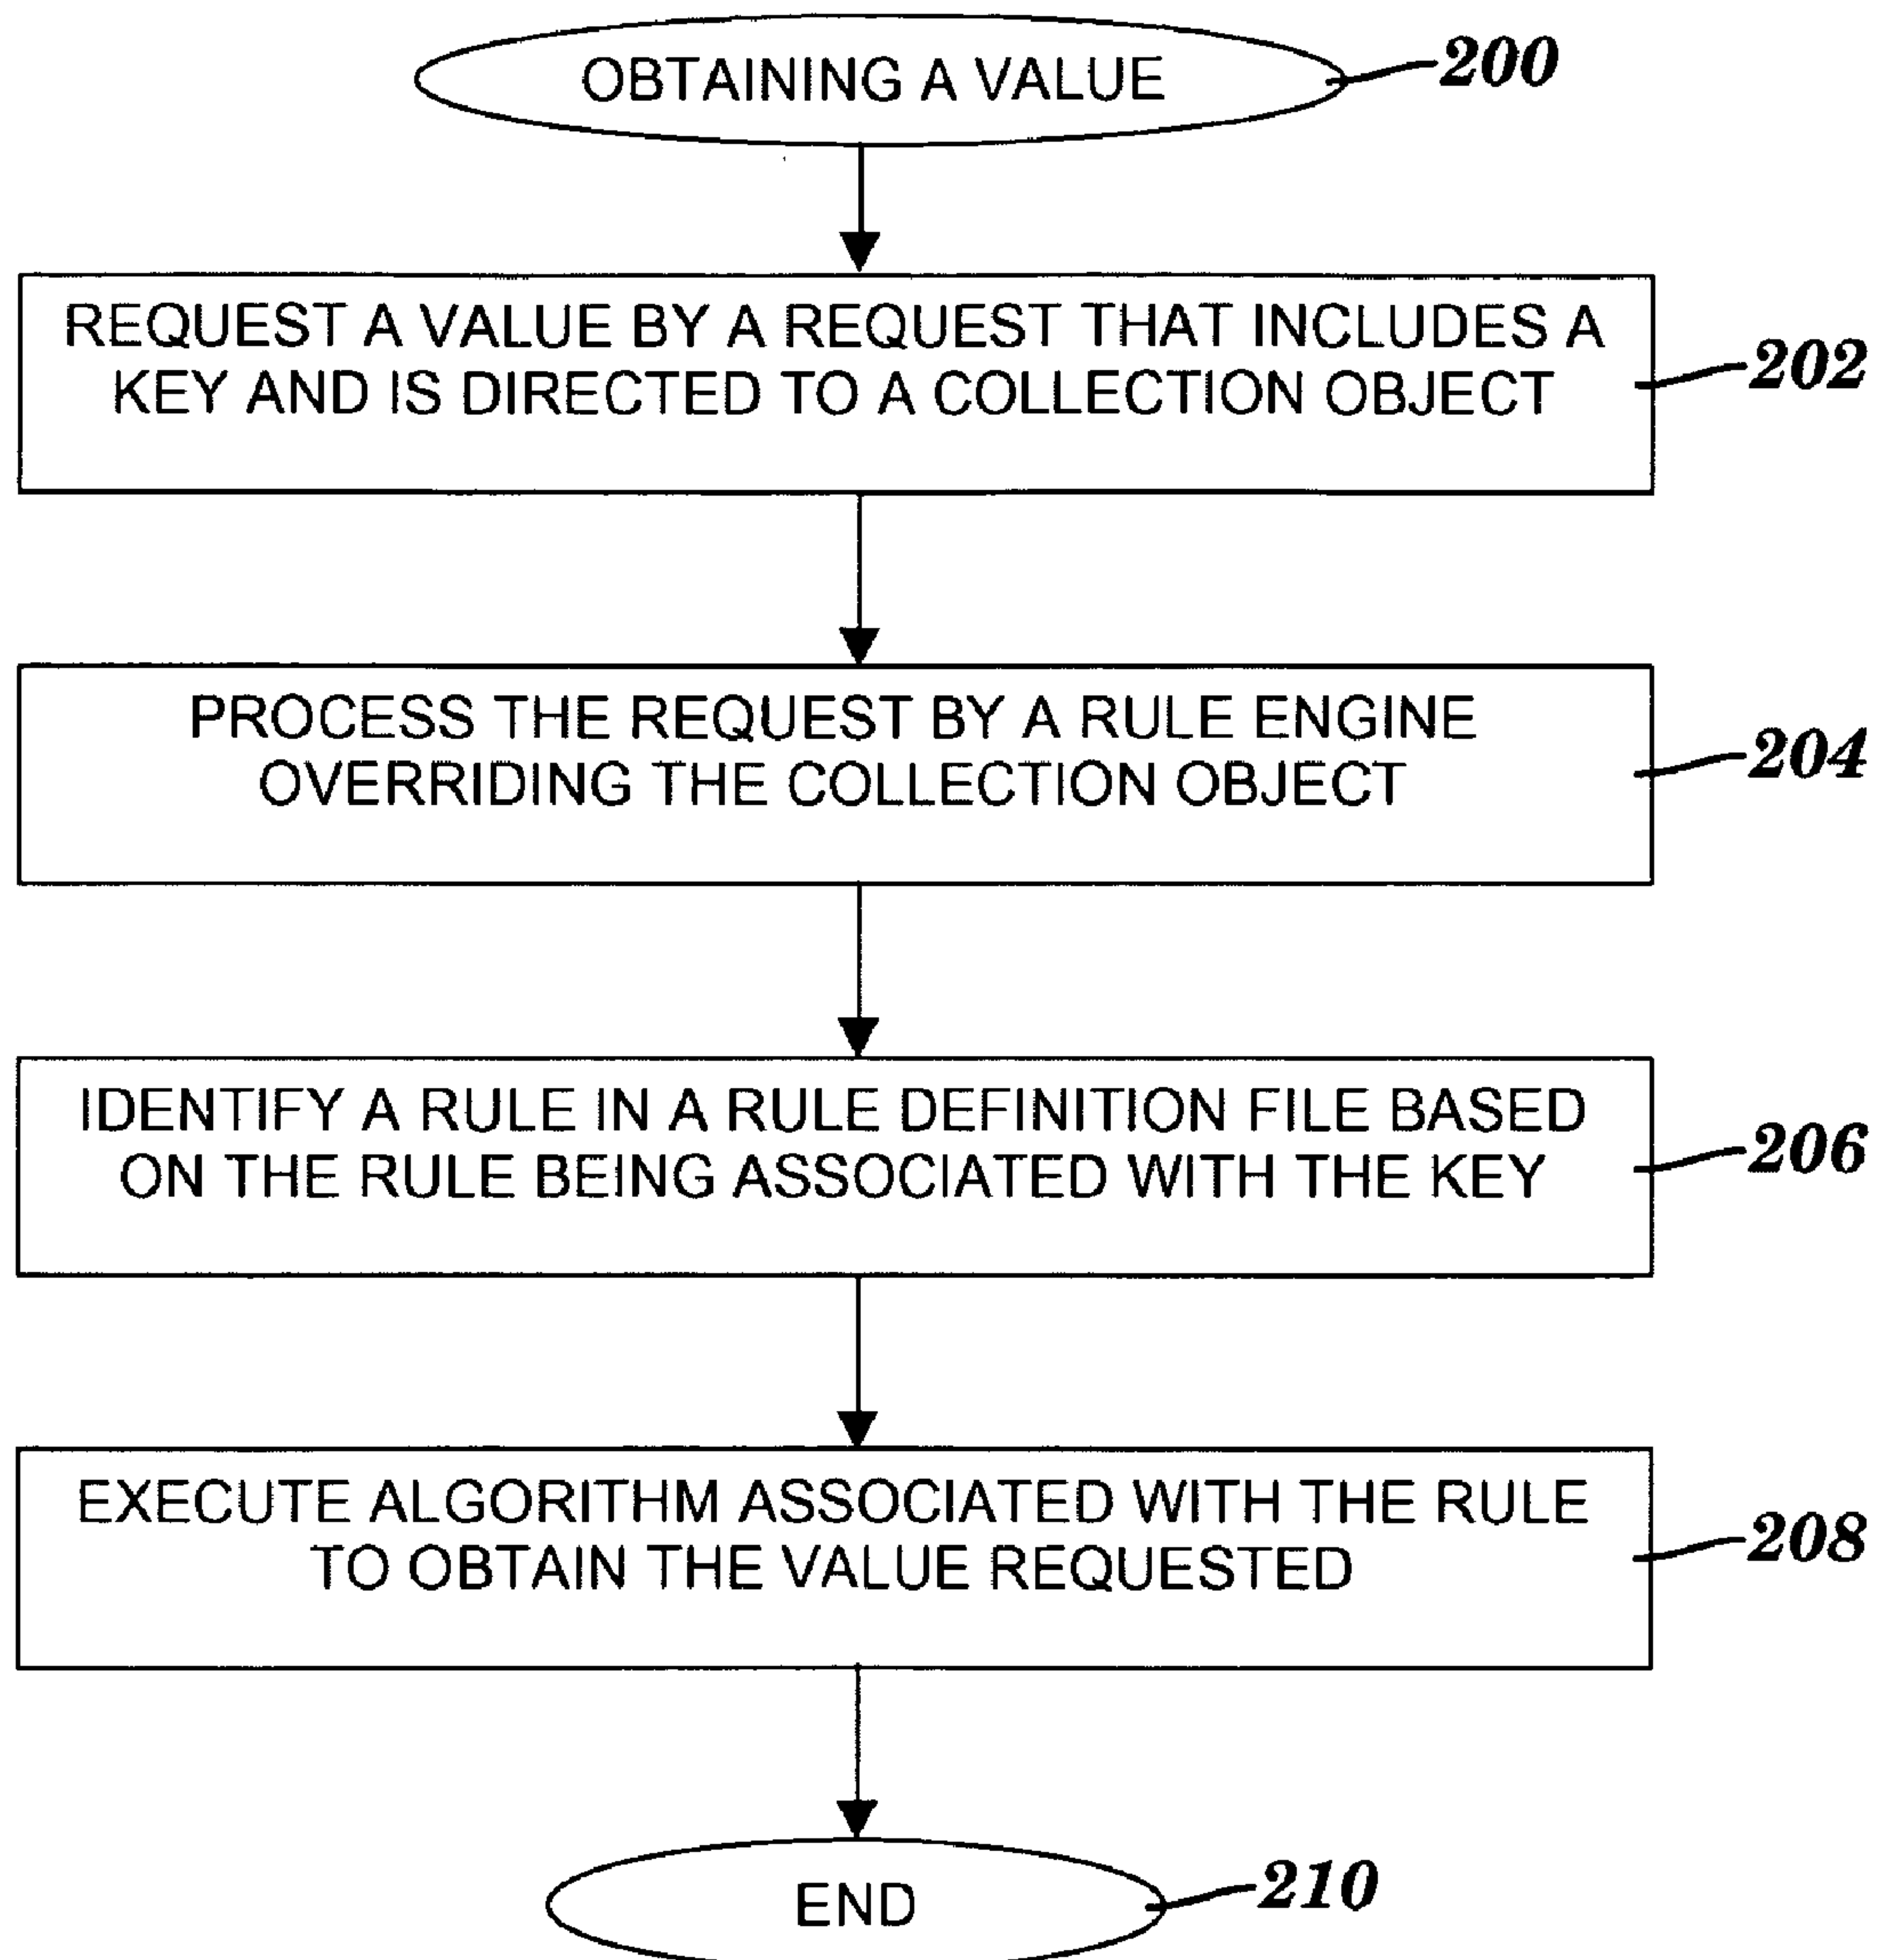 OBTAINING A VALUE
200
REQUEST A VALUE BY A REQUEST THAT INCLUDES A
KEY AND IS DIRECTED TO A COLLECTION OBJECT
202
PROCESS THE REQUEST BY A RULE ENGINE
OVERRIDING THE COLLECTION OBJECT
204
IDENTIFY A RULE IN A RULE DEFINITION FILE BASED
ON THE RULE BEING ASSOCIATED WITH THE KEY
206
EXECUTE ALGORITHM ASSOCIATED WITH THE RULE
TO OBTAIN THE VALUE REQUESTED
208
END
210